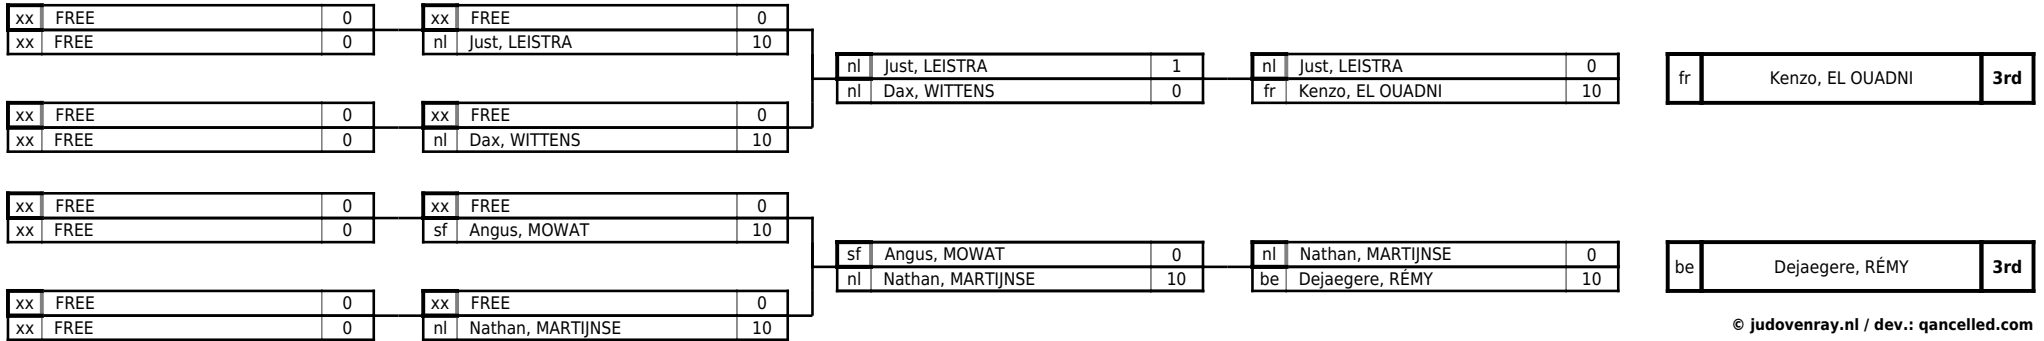 xx FREE 0
xx FREE 0
xx FREE 0
nl Just, LEISTRA 10
nl Just, LEISTRA 1
nl Dax, WITTENS 0
nl Just, LEISTRA 0
fr Kenzo, EL OUADNI 10
fr Kenzo, EL OUADNI 3rd
xx FREE 0
xx FREE 0
xx FREE 0
nl Dax, WITTENS 10
xx FREE 0
xx FREE 0
xx FREE 0
sf Angus, MOWAT 10
sf Angus, MOWAT 0
nl Nathan, MARTIJNSE 10
nl Nathan, MARTIJNSE 0
be Dejaegere, RÉMY 10
be Dejaegere, RÉMY 3rd
xx FREE 0
xx FREE 0
xx FREE 0
nl Nathan, MARTIJNSE 10
© judovenray.nl / dev.: qancelled.com